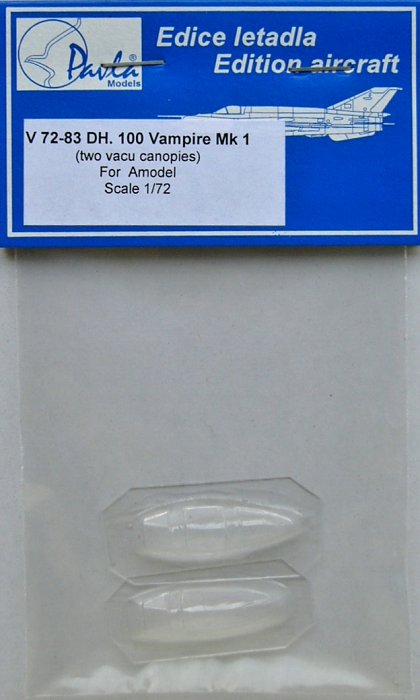 Pavla
Models
Edice letadla
Edition aircraft
V 72-83 DH. 100 Vampire Mk 1
(two vacu canopies)
For Amodel
Scale 1/72